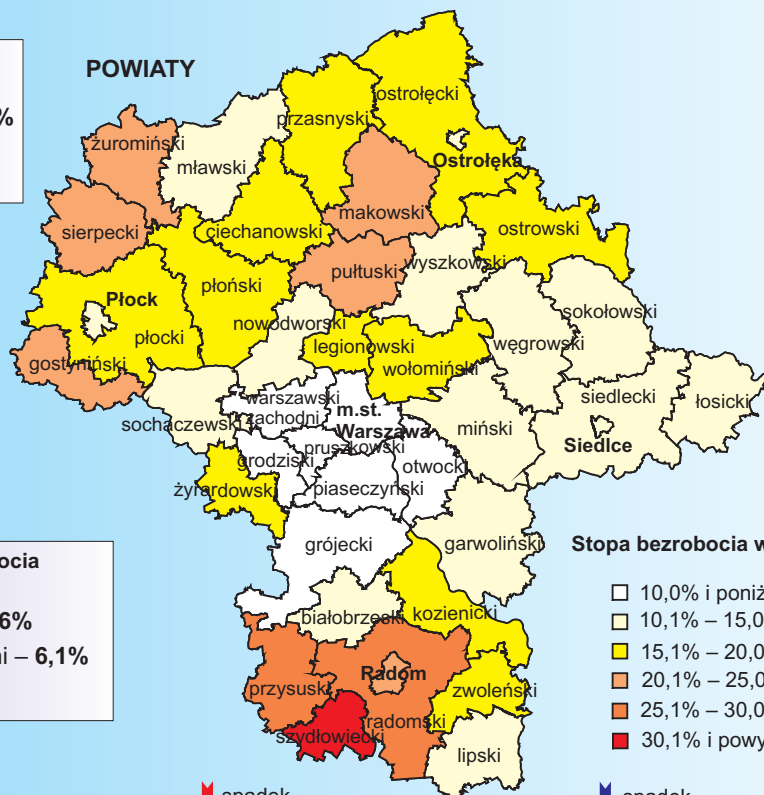 POWIATY
%
ostrołęcki
przasnyski
żuromiński
mławski
Ostrołęka
makowski
sierpecki
ciechanowski
ostrowski
pułtuski
wyszkowski
płoński
Płock
sokołowski
nowodworski
płocki
legionowski
węgrowski
gostyniński
wołomiński
siedlecki
łosicki
warszawski
zachodni
m.st.
Warszawa
sochaczewski
miński
Siedlce
pruszkowski
grodziski
otwocki
żyrardowski
piaseczyński
grójecki
garwoliński
Stopa bezrobocia w
ocia
6%
ni – 6,1%
10,0% i poniż
10,1% – 15,0
15,1% – 20,0
20,1% – 25,0
25,1% – 30,0
30,1% i powy
białobrzeski
kozienicki
Radom
przysuski
zwoleński
radomski
szydłowiecki
lipski
spadek
spadek